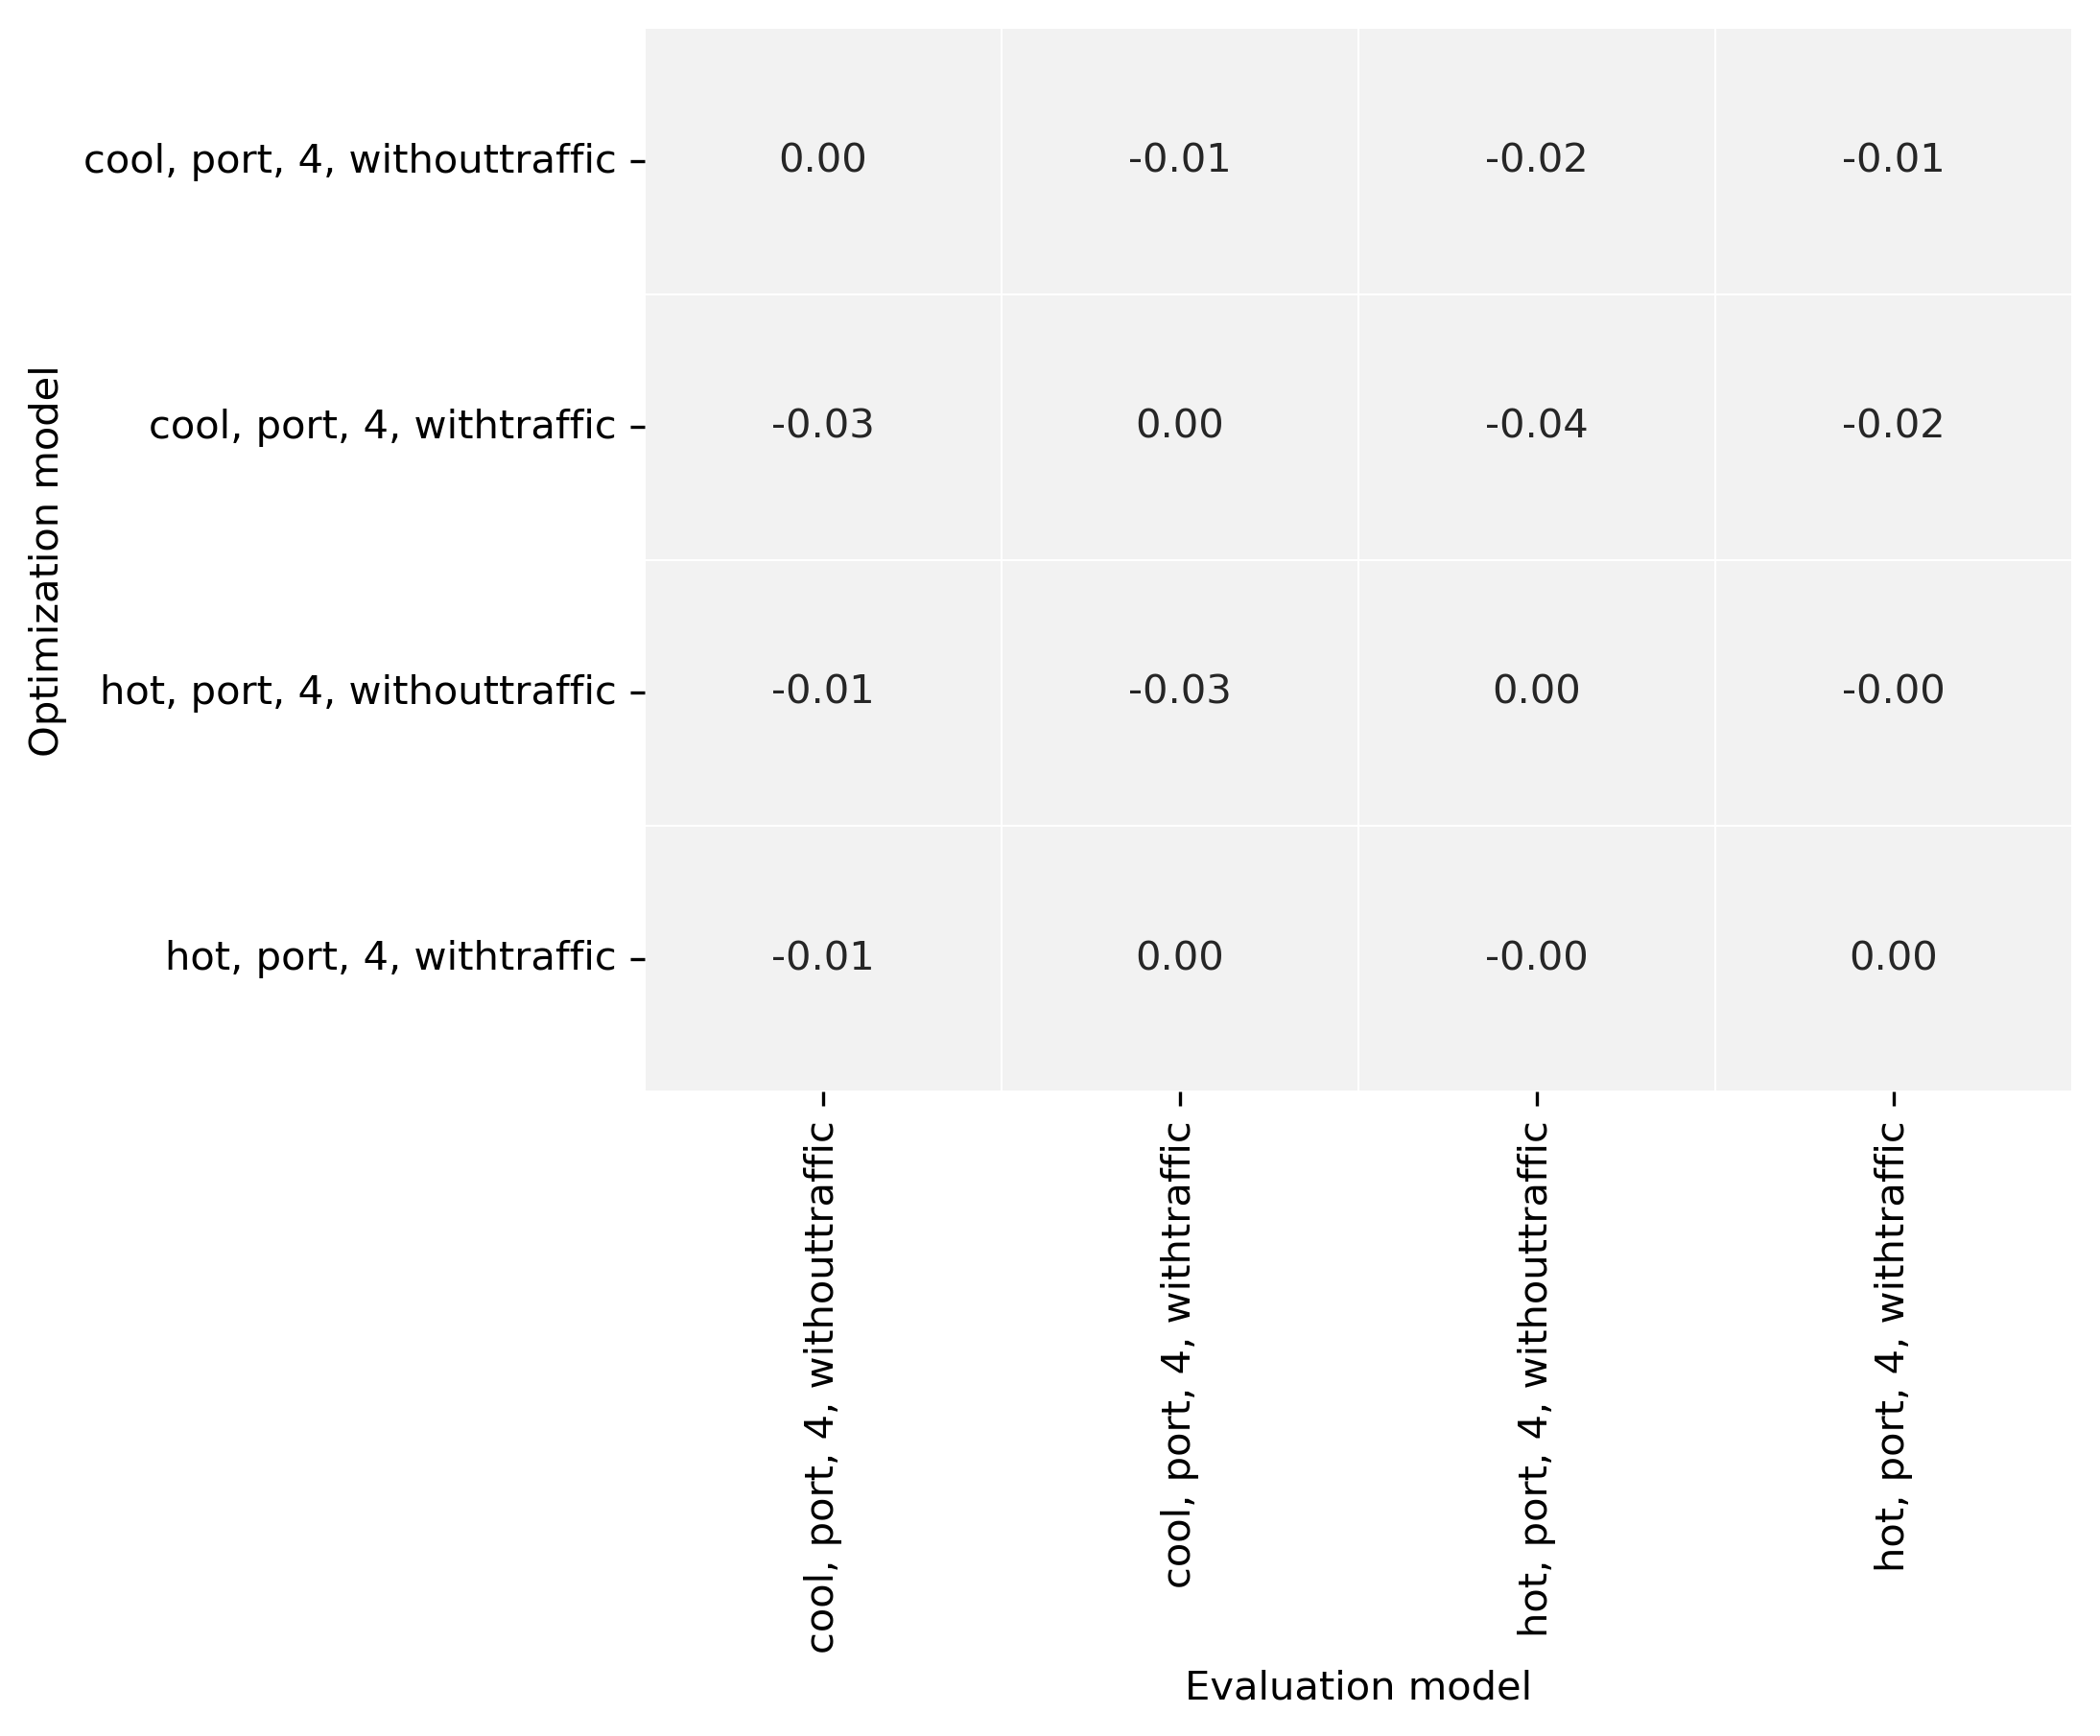 Optimization model
cool, port, 4, withouttraffic 0.00 -0.01 -0.02 -0.01
cool, port, 4, withtraffic -0.03 0.00 -0.04 -0.02
hot, port, 4, withouttraffic -0.01 -0.03 0.00 -0.00
hot, port, 4, withtraffic -0.01 0.00 -0.00 0.00
cool, port, 4, withouttraffic
cool, port, 4, withtraffic
hot, port, 4, withouttraffic
hot, port, 4, withtraffic
Evaluation model